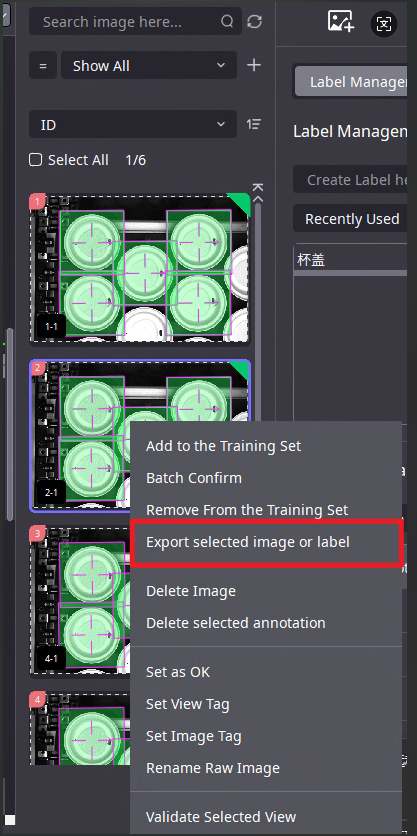 Search image here...
= Show All
ID
Select All 1/6
Label Manager
Label Manager
Create Label he
Recently Used
杯盖
1
1-1
2
2-1
3
4-1
4
Add to the Training Set
Batch Confirm
Remove From the Training Set
Export selected image or label
Delete Image
Delete selected annotation
Set as OK
Set View Tag
Set Image Tag
Rename Raw Image
Validate Selected View